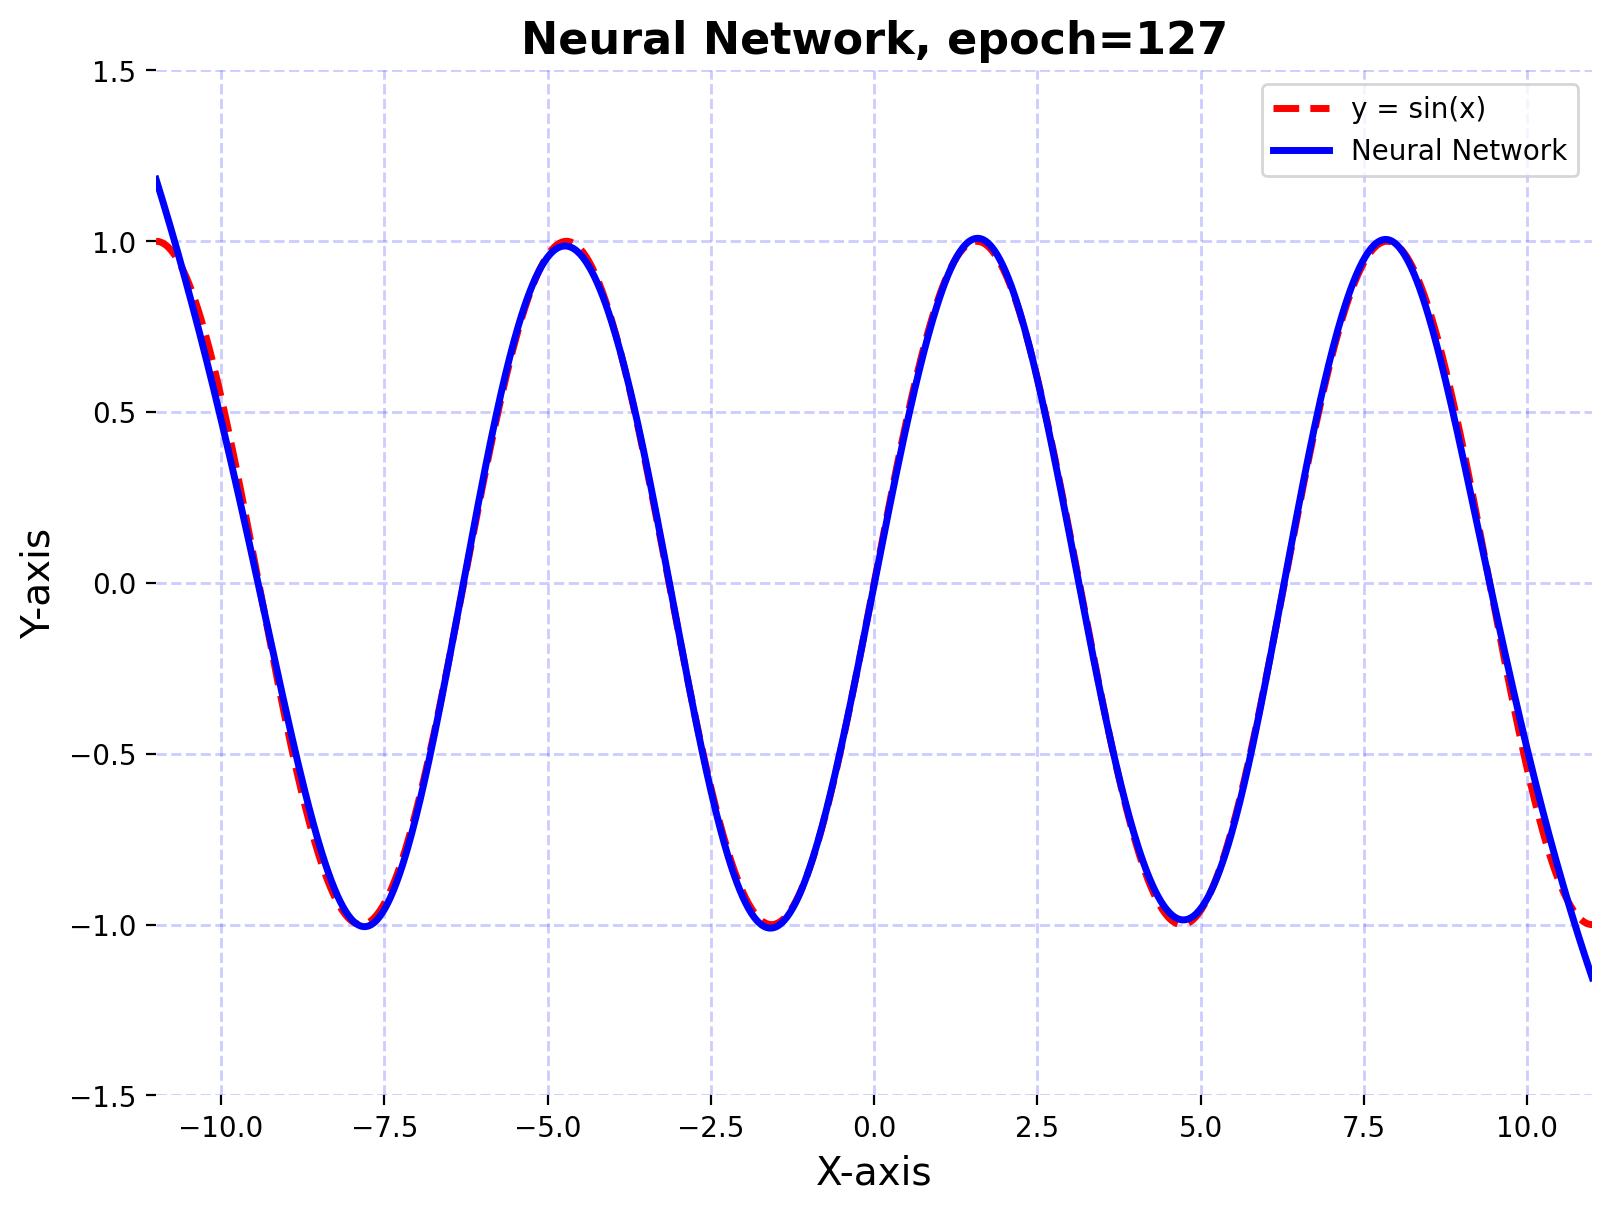 Neural Network, epoch=127
y = sin(x)
Neural Network
1.5
1.0
0.5
0.0
−0.5
−1.0
−1.5
Y-axis
−10.0 −7.5 −5.0 −2.5 0.0 2.5 5.0 7.5 10.0
X-axis